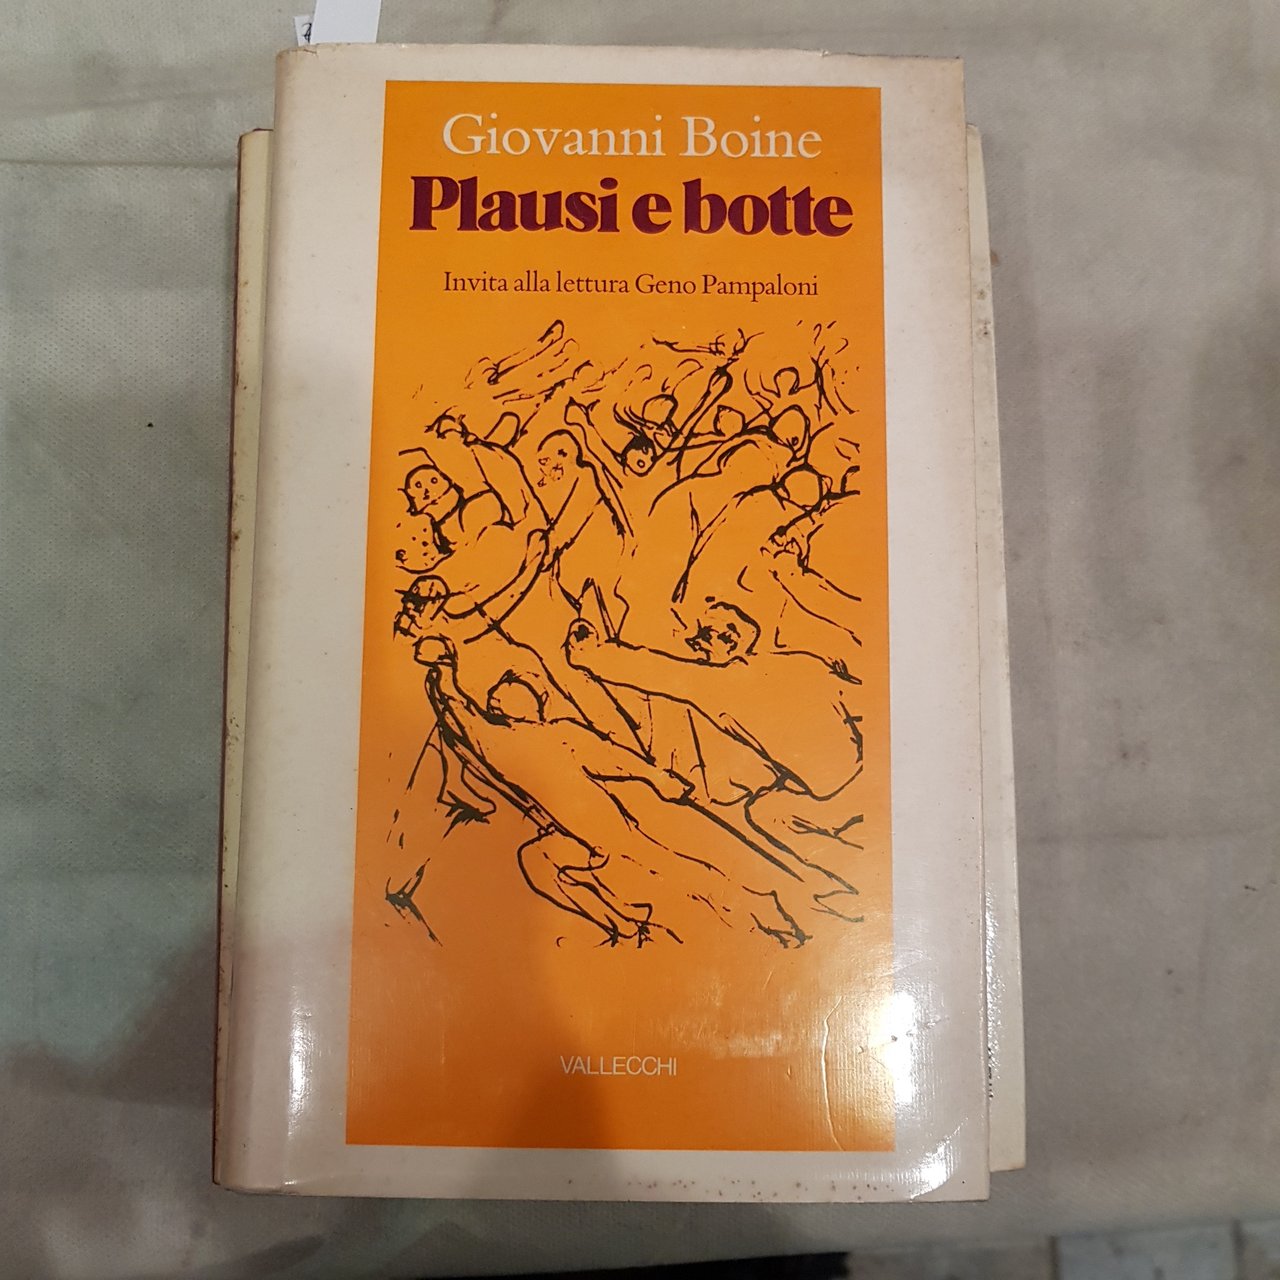 Giovanni Boine
Plausi e botte
Invita alla lettura Geno Pampaloni
VALLECCHI